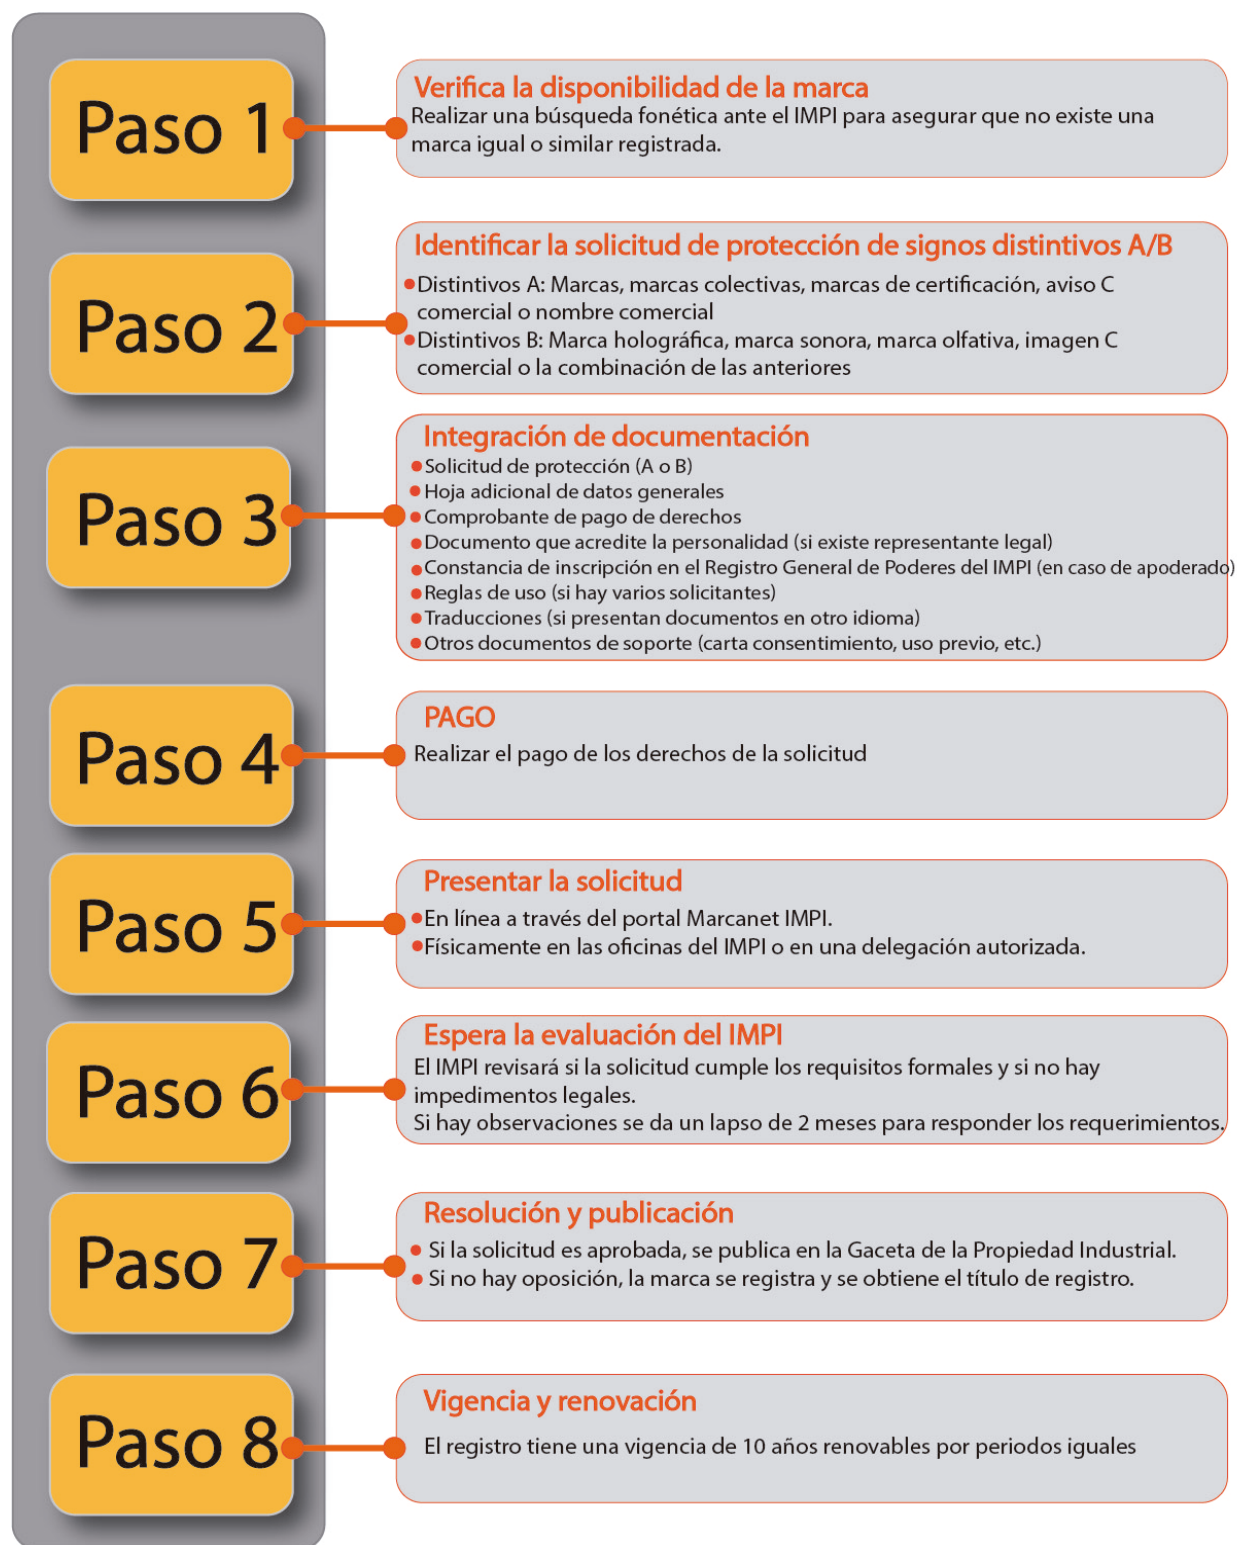 Paso 1
Verifica la disponibilidad de la marca
Realizar una búsqueda fonética ante el IMPI para asegurar que no existe una
marca igual o similar registrada.
Paso 2
Identificar la solicitud de protección de signos distintivos A/B
Distintivos A: Marcas, marcas colectivas, marcas de certificación, aviso C
comercial o nombre comercial
Distintivos B: Marca holográfica, marca sonora, marca olfativa, imagen C
comercial o la combinación de las anteriores
Paso 3
Integración de documentación
Solicitud de protección (A o B)
Hoja adicional de datos generales
Comprobante de pago de derechos
Documento que acredite la personalidad (si existe representante legal)
Constancia de inscripción en el Registro General de Poderes del IMPI (en caso de apoderado)
Reglas de uso (si hay varios solicitantes)
Traducciones (si presentan documentos en otro idioma)
Otros documentos de soporte (carta consentimiento, uso previo, etc.)
Paso 4
PAGO
Realizar el pago de los derechos de la solicitud
Paso 5
Presentar la solicitud
En línea a través del portal Marcanet IMPI.
Físicamente en las oficinas del IMPI o en una delegación autorizada.
Paso 6
Espera la evaluación del IMPI
El IMPI revisará si la solicitud cumple los requisitos formales y si no hay
impedimentos legales.
Si hay observaciones se da un lapso de 2 meses para responder los requerimientos.
Paso 7
Resolución y publicación
Si la solicitud es aprobada, se publica en la Gaceta de la Propiedad Industrial.
Si no hay oposición, la marca se registra y se obtiene el título de registro.
Paso 8
Vigencia y renovación
El registro tiene una vigencia de 10 años renovables por periodos iguales